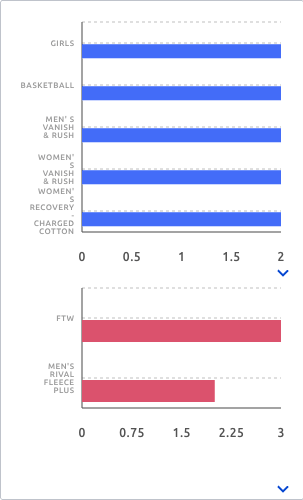 GIRLS
BASKETBALL
MEN' S
VANISH
& RUSH
WOMEN'
S
VANISH
& RUSH
WOMEN'
S
RECOVERY
-
CHARGED
COTTON
0 0.5 1 1.5 2
FTW
MEN'S
RIVAL
FLEECE
PLUS
0 0.75 1.5 2.25 3